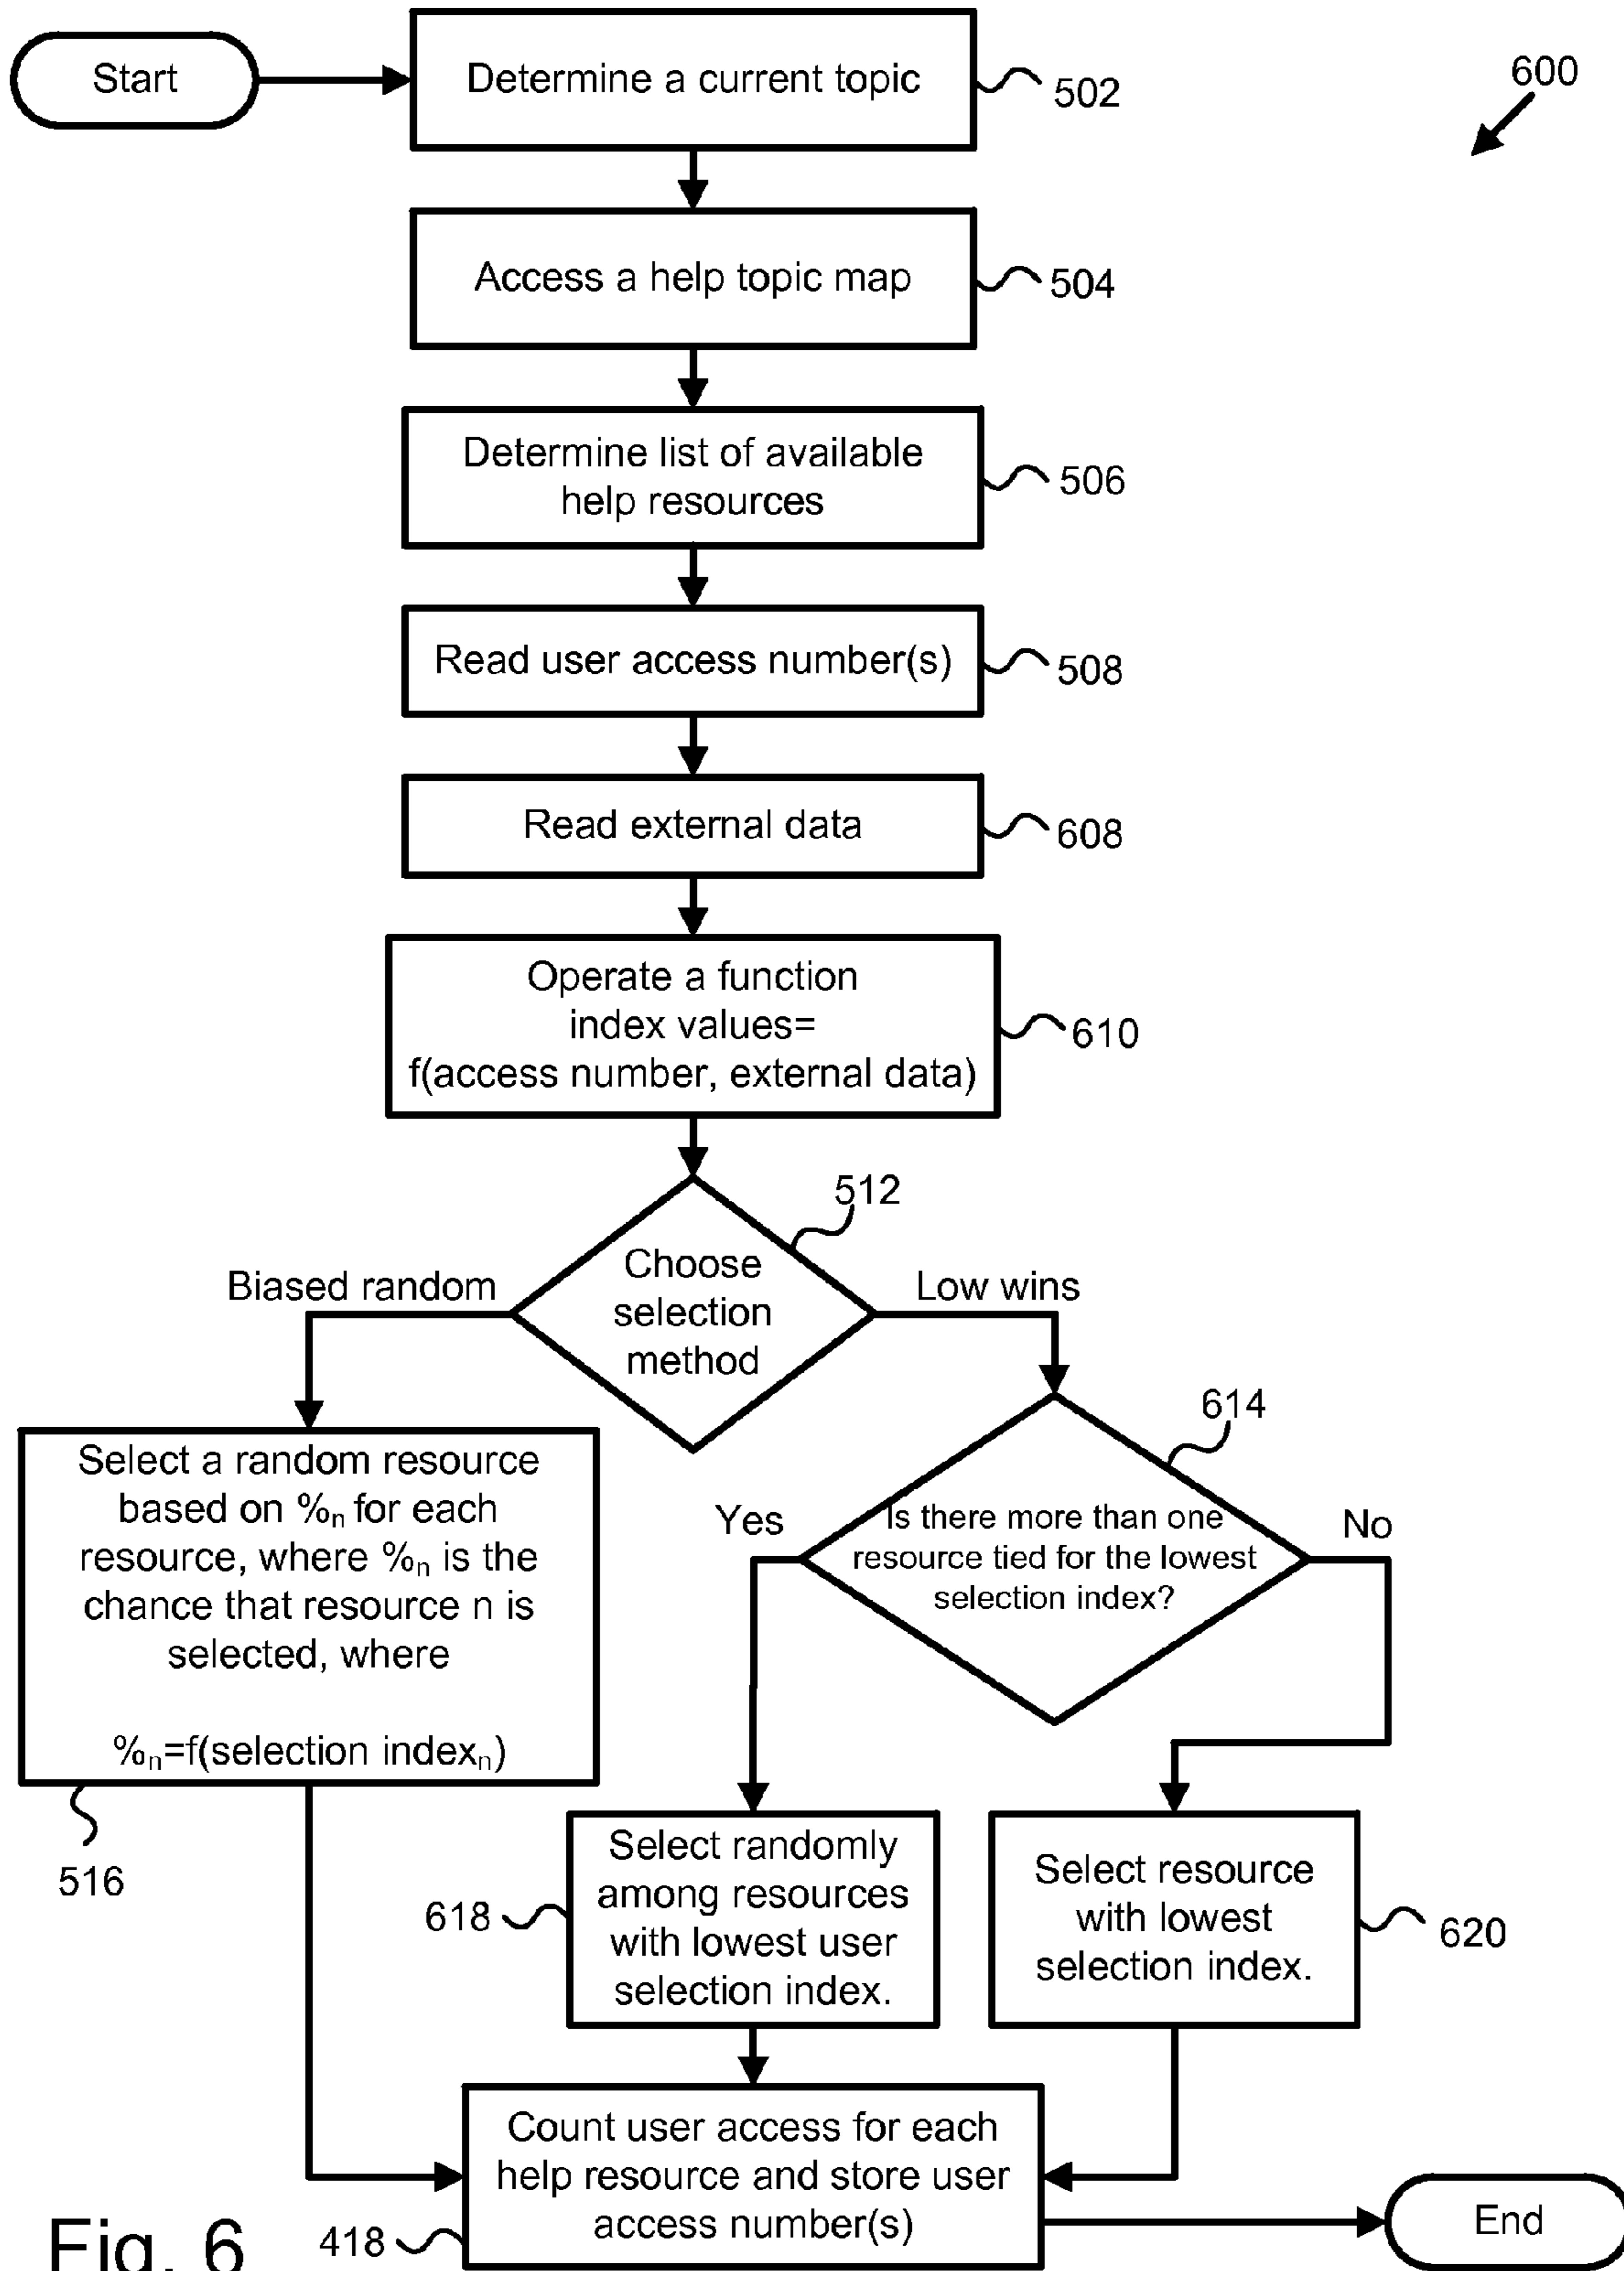 Start
Determine a current topic
502
600
Access a help topic map
504
Determine list of available
help resources
506
Read user access number(s)
508
Read external data
608
Operate a function
index values=
f(access number, external data)
610
512
Choose
selection
method
Biased random
Low wins
614
Is there more than one
resource tied for the lowest
selection index?
Yes
No
Select a random resource
based on %n for each
resource, where %n is the
chance that resource n is
selected, where
%n=f(selection indexn)
516
Select randomly
among resources
with lowest user
selection index.
618
Select resource
with lowest
selection index.
620
Count user access for each
help resource and store user
access number(s)
418
End
Fig. 6